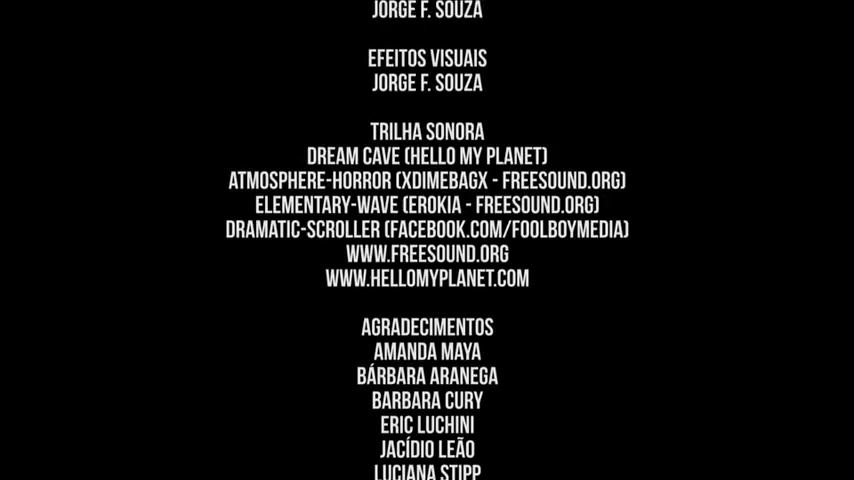 JORGE F. SOUZA
EFEITOS VISUAIS
JORGE F. SOUZA
TRILHA SONORA
DREAM CAVE (HELLO MY PLANET)
ATMOSPHERE-HORROR (XDIMEBAGX - FREESOUND.ORG)
ELEMENTARY-WAVE (EROKIA - FREESOUND.ORG)
DRAMATIC-SCROLLER (FACEBOOK.COM/FOOLBOYMEDIA)
WWW.FREESOUND.ORG
WWW.HELLOMYPLANET.COM
AGRADECIMENTOS
AMANDA MAYA
BÁRBARA ARANEGA
BARBARA CURY
ERIC LUCHINI
JACÍDIO LEÃO
LUCIANA STIPP